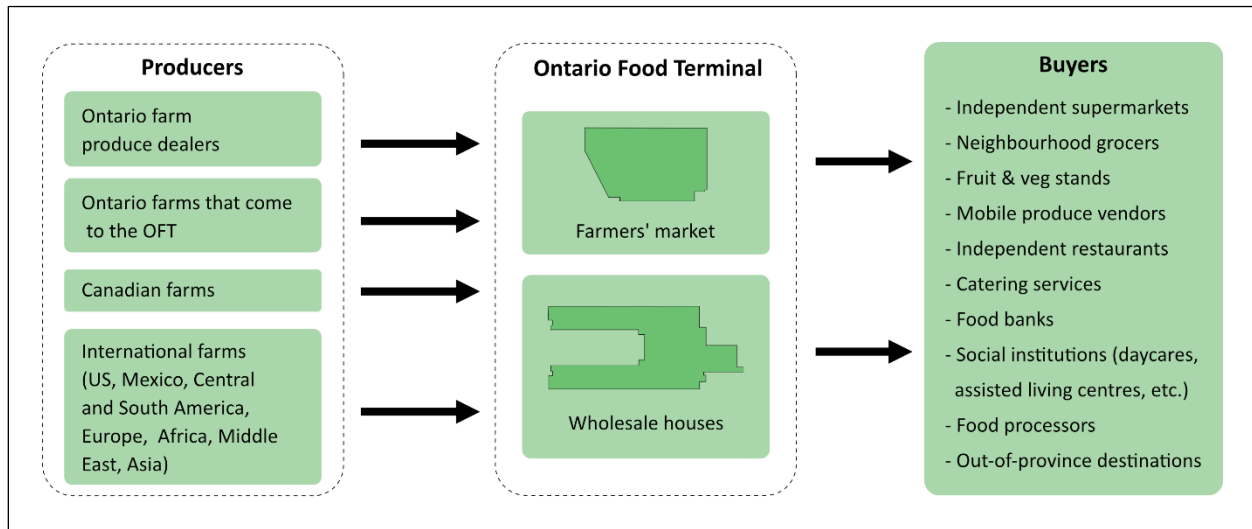 Producers
Ontario farm
produce dealers
Ontario farms that come
to the OFT
Canadian farms
International farms
(US, Mexico, Central
and South America,
Europe, Africa, Middle
East, Asia)
Ontario Food Terminal
Farmers' market
Wholesale houses
Buyers
- Independent supermarkets
- Neighbourhood grocers
- Fruit & veg stands
- Mobile produce vendors
- Independent restaurants
- Catering services
- Food banks
- Social institutions (daycares,
assisted living centres, etc.)
- Food processors
- Out-of-province destinations